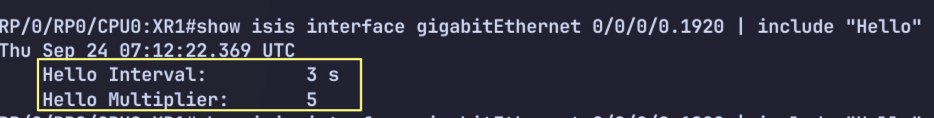 RP/0/RP0/CPU0:XR1#show isis interface gigabitEthernet 0/0/0/0.1920 | include "Hello"
Thu Sep 24 07:12:22.369 UTC
Hello Interval: 3 s
Hello Multiplier: 5